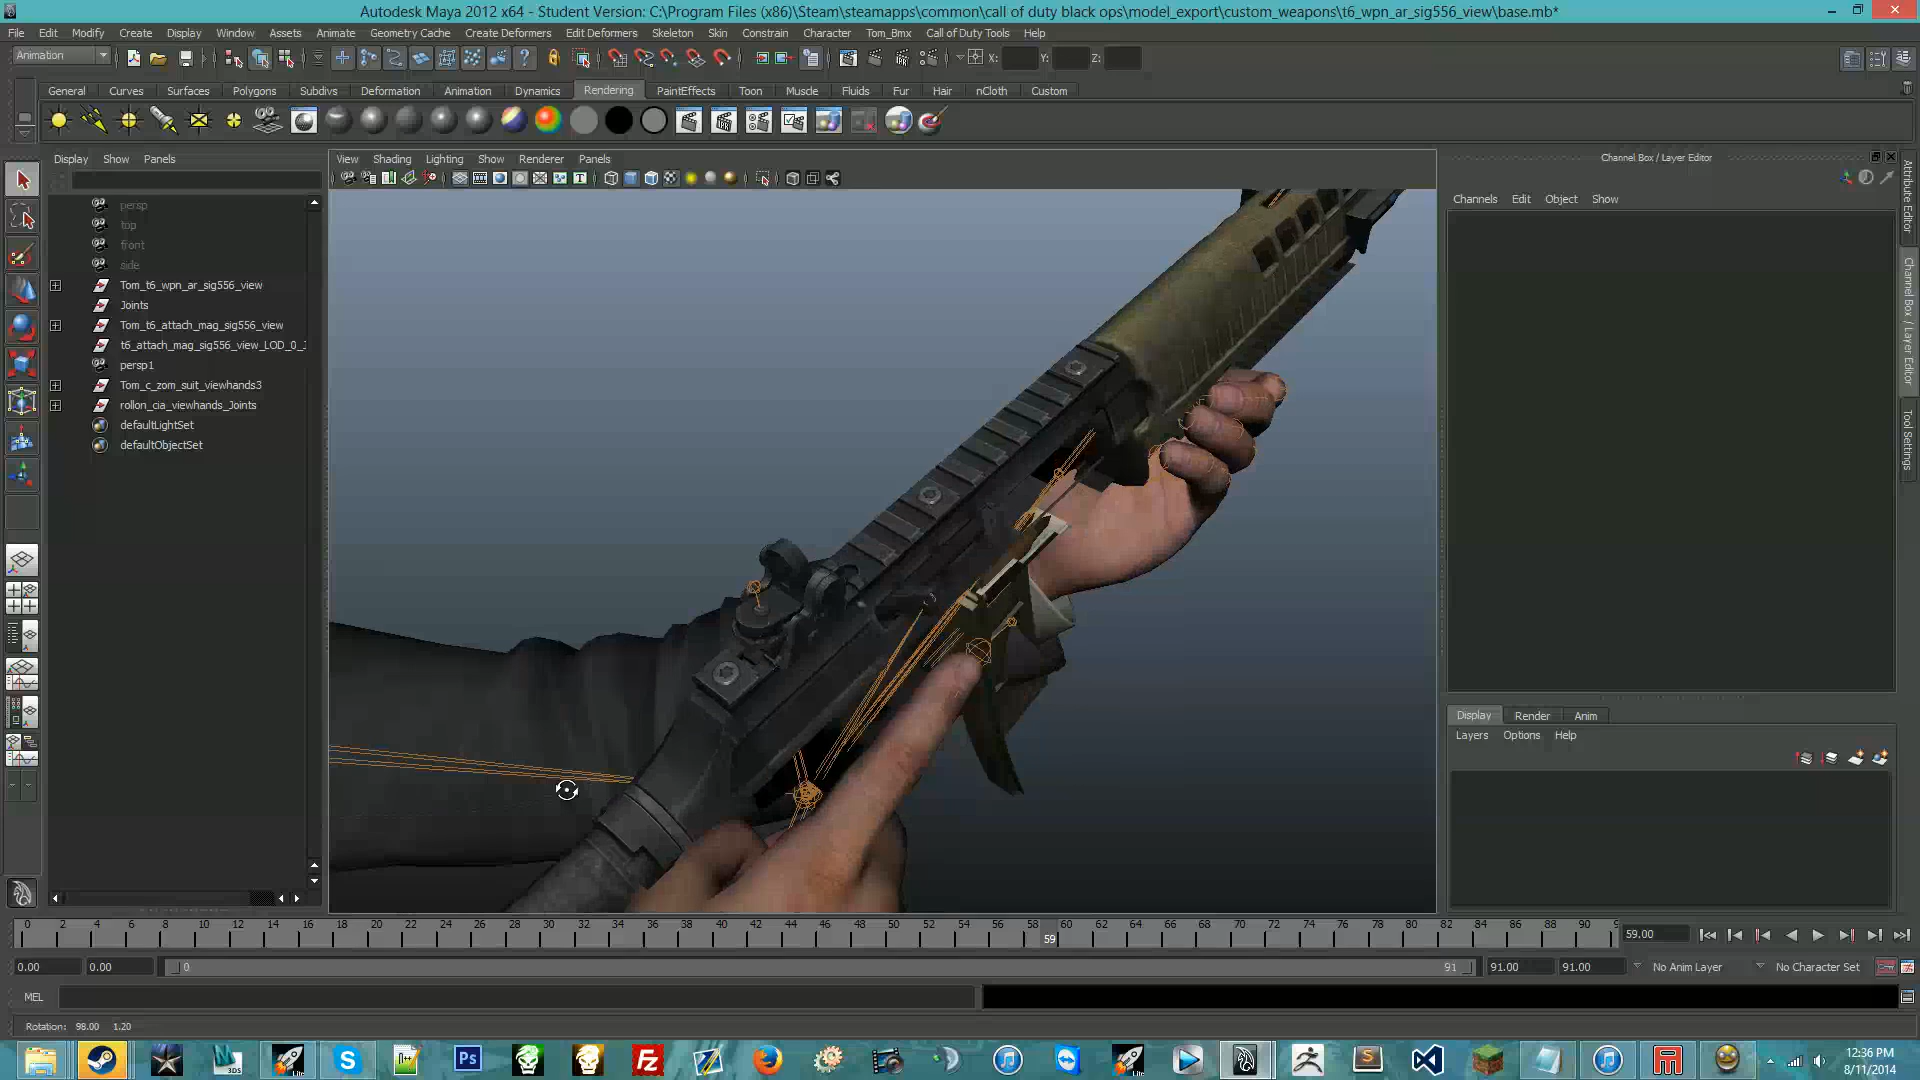 Autodesk Maya 2012 x64 - Student Version: C:\Program Files (x86)\Steam\steamapps\common\call of duty black ops\model_export\custom_weapons\t6_wpn_ar_sig556_view\base.mb*
File Edit Modify Create Display Window Assets Animate Geometry Cache Create Deformers Edit Deformers Skeleton Skin Constrain Character Tom_Bmx Call of Duty Tools Help
Animation X: Y: Z:
General Curves Surfaces Polygons Subdivs Deformation Animation Dynamics Rendering PaintEffects Toon Muscle Fluids Fur Hair nCloth Custom
Display Show Panels
View Shading Lighting Show Renderer Panels
Channel Box / Layer Editor
Channels Edit Object Show
persp
top
front
side
Tom_t6_wpn_ar_sig556_view
Joints
Tom_t6_attach_mag_sig556_view
t6_attach_mag_sig556_view_LOD_0_
persp1
Tom_c_zom_suit_viewhands3
rollon_cia_viewhands_Joints
defaultLightSet
defaultObjectSet
Attribute Editor
Channel Box / Layer Editor
Tool Settings
Display Render Anim
Layers Options Help
0 2 4 6 8 10 12 14 16 18 20 22 24 26 28 30 32 34 36 38 40 42 44 46 48 50 52 54 56 58 60 62 64 66 68 70 72 74 76 78 80 82 84 86 88 90 9
59
59.00
0.00 0.00 0 91 91.00 91.00 No Anim Layer No Character Set
MEL
Rotation: 98.00 1.20
12:36 PM
8/11/2014